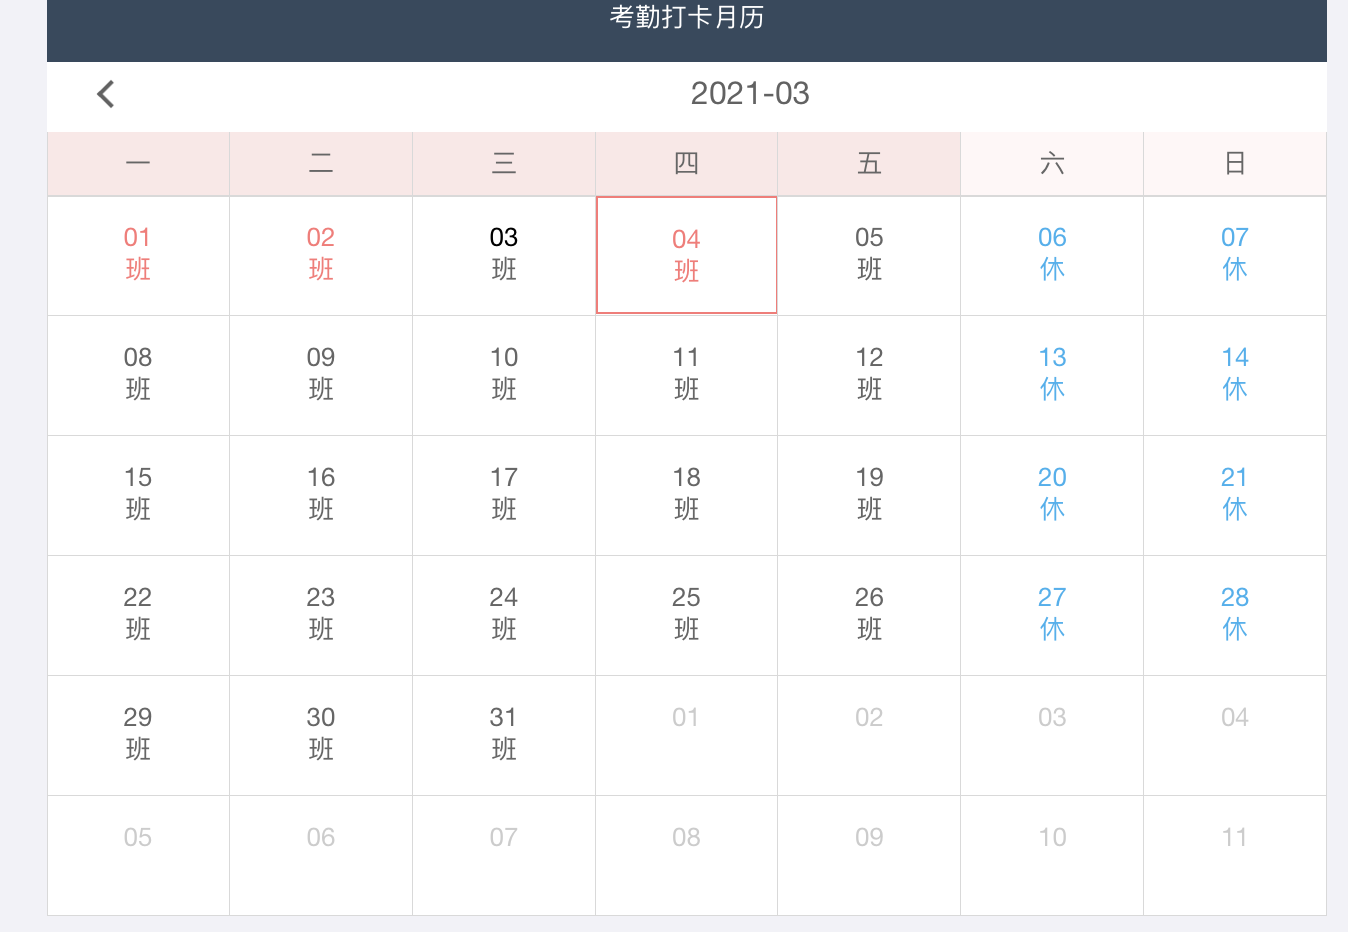 考勤打卡月历
2021-03
一 二 三 四 五 六 日
01 02 03 04 05 06 07
班 班 班 班 班 休 休
08 09 10 11 12 13 14
班 班 班 班 班 休 休
15 16 17 18 19 20 21
班 班 班 班 班 休 休
22 23 24 25 26 27 28
班 班 班 班 班 休 休
29 30 31 01 02 03 04
班 班 班
05 06 07 08 09 10 11